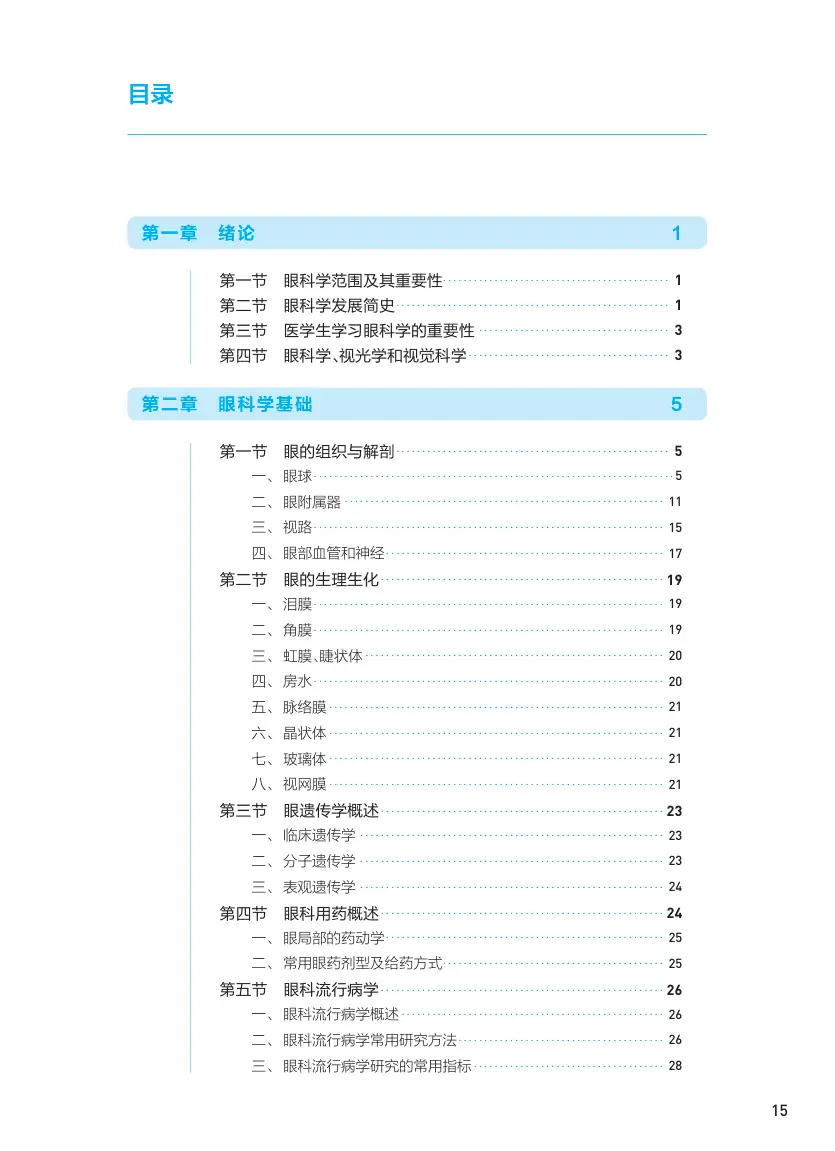 目录
第一章 绪论 1
第一节 眼科学范围及其重要性 1
第二节 眼科学发展简史 1
第三节 医学生学习眼科学的重要性 3
第四节 眼科学、视光学和视觉科学 3
第二章 眼科学基础 5
第一节 眼的组织与解剖 5
一、眼球 5
二、眼附属器 11
三、视路 15
四、眼部血管和神经 17
第二节 眼的生理生化 19
一、泪膜 19
二、角膜 19
三、虹膜、睫状体 20
四、房水 20
五、脉络膜 21
六、晶状体 21
七、玻璃体 21
八、视网膜 21
第三节 眼遗传学概述 23
一、临床遗传学 23
二、分子遗传学 23
三、表观遗传学 24
第四节 眼科用药概述 24
一、眼局部的药动学 25
二、常用眼药剂型及给药方式 25
第五节 眼科流行病学 26
一、眼科流行病学概述 26
二、眼科流行病学常用研究方法 26
三、眼科流行病学研究的常用指标 28
15